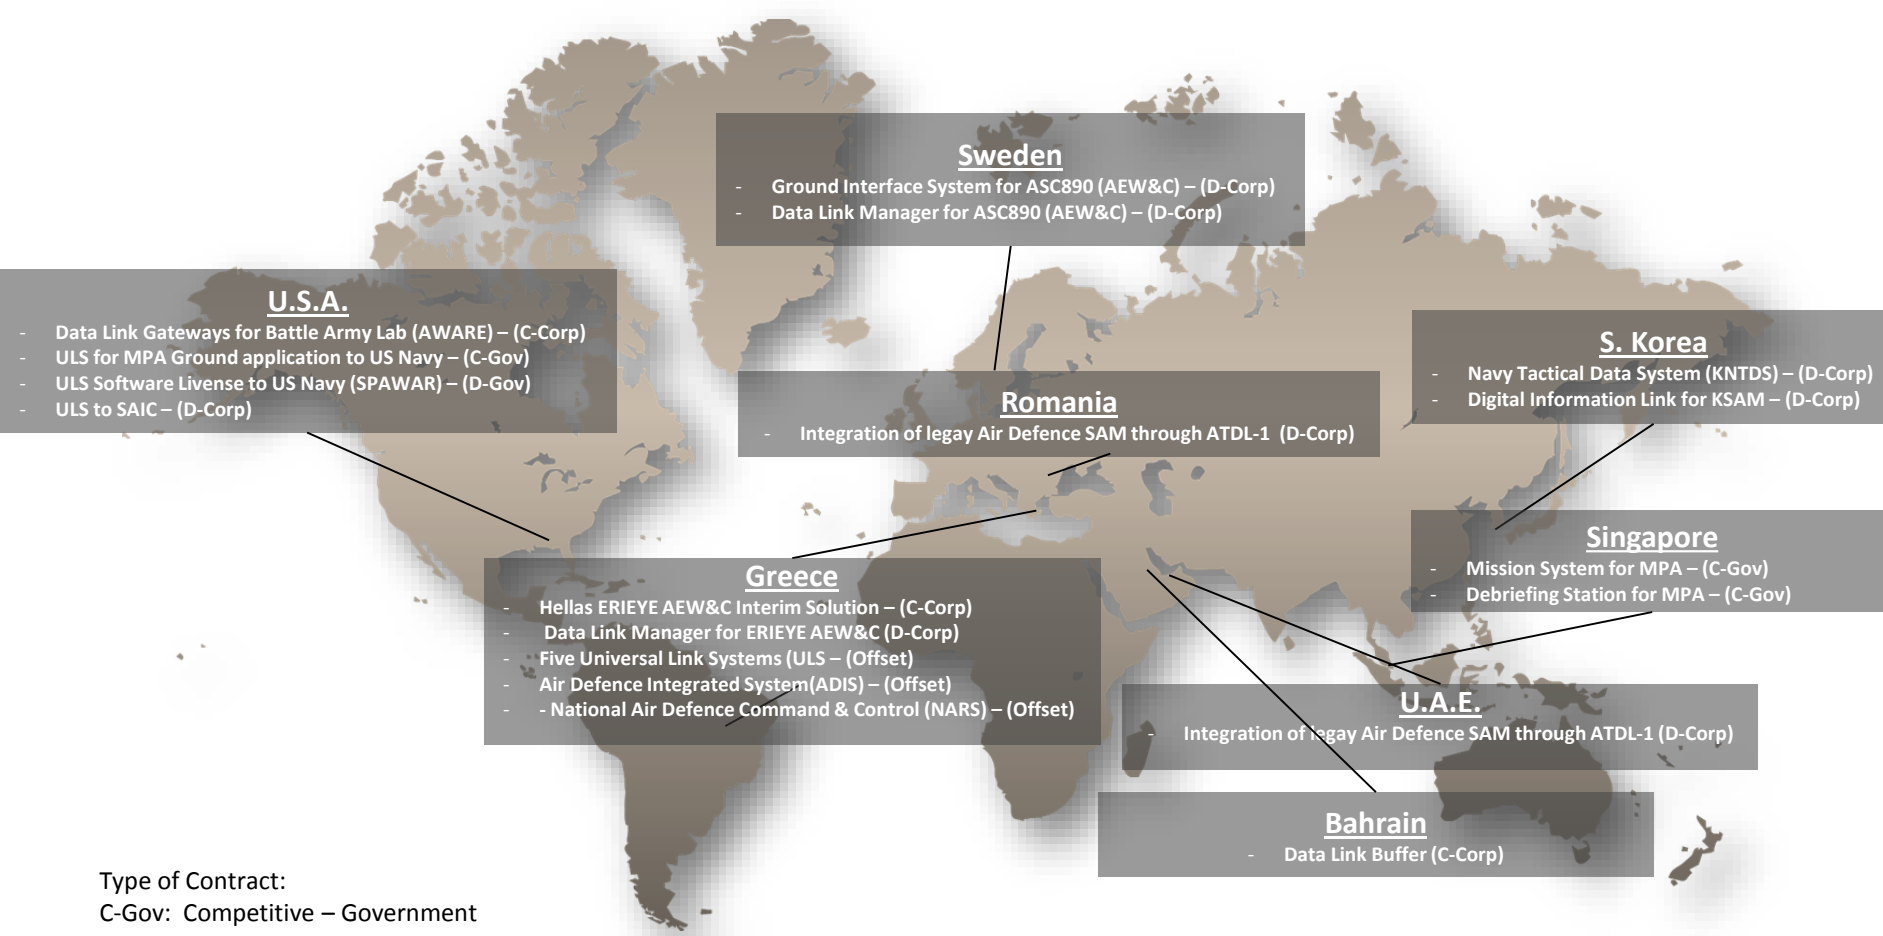 Sweden
- Ground Interface System for ASC890 (AEW&C) – (D-Corp)
- Data Link Manager for ASC890 (AEW&C) – (D-Corp)
U.S.A.
- Data Link Gateways for Battle Army Lab (AWARE) – (C-Corp)
- ULS for MPA Ground application to US Navy – (C-Gov)
- ULS Software Livense to US Navy (SPAWAR) – (D-Gov)
- ULS to SAIC – (D-Corp)
S. Korea
- Navy Tactical Data System (KNTDS) – (D-Corp)
- Digital Information Link for KSAM – (D-Corp)
Romania
- Integration of legay Air Defence SAM through ATDL-1 (D-Corp)
Singapore
- Mission System for MPA – (C-Gov)
- Debriefing Station for MPA – (C-Gov)
Greece
- Hellas ERIEYE AEW&C Interim Solution – (C-Corp)
- Data Link Manager for ERIEYE AEW&C (D-Corp)
- Five Universal Link Systems (ULS – (Offset)
- Air Defence Integrated System(ADIS) – (Offset)
- - National Air Defence Command & Control (NARS) – (Offset)
U.A.E.
- Integration of legay Air Defence SAM through ATDL-1 (D-Corp)
Bahrain
- Data Link Buffer (C-Corp)
Type of Contract:
C-Gov: Competitive – Government